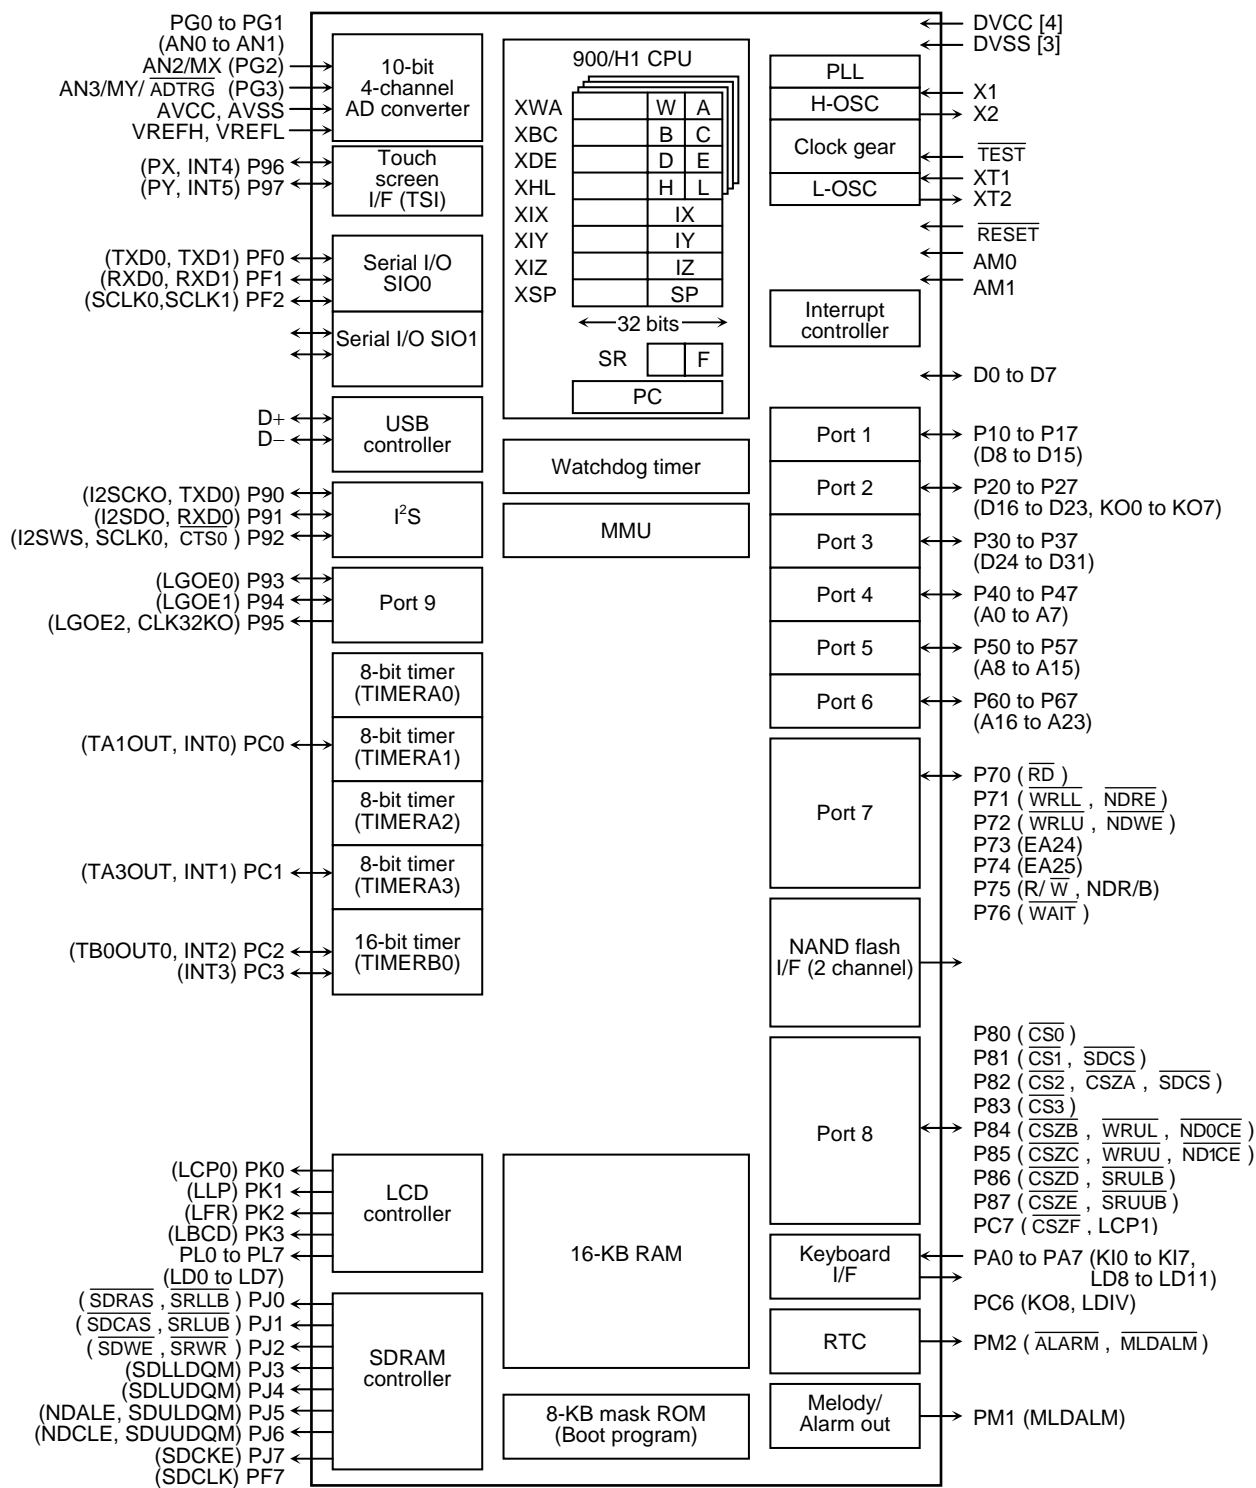 PG0 to PG1
(AN0 to AN1)
AN2/MX (PG2)
AN3/MY/ ADTRG (PG3)
AVCC, AVSS
VREFH, VREFL
10-bit
4-channel
AD converter
(PX, INT4) P96
(PY, INT5) P97
Touch
screen
I/F (TSI)
(TXD0, TXD1) PF0
(RXD0, RXD1) PF1
(SCLK0,SCLK1) PF2
Serial I/O
SIO0
Serial I/O SIO1
D+
D−
USB
controller
(I2SCKO, TXD0) P90
(I2SDO, RXD0) P91
(I2SWS, SCLK0, CTS0 ) P92
I²S
(LGOE0) P93
(LGOE1) P94
(LGOE2, CLK32KO) P95
Port 9
8-bit timer
(TIMERA0)
(TA1OUT, INT0) PC0
8-bit timer
(TIMERA1)
8-bit timer
(TIMERA2)
(TA3OUT, INT1) PC1
8-bit timer
(TIMERA3)
(TB0OUT0, INT2) PC2
(INT3) PC3
16-bit timer
(TIMERB0)
(LCP0) PK0
(LLP) PK1
(LFR) PK2
(LBCD) PK3
PL0 to PL7
(LD0 to LD7)
LCD
controller
( SDRAS , SRLLB ) PJ0
( SDCAS , SRLUB ) PJ1
( SDWE , SRWR ) PJ2
(SDLLDQM) PJ3
(SDLUDQM) PJ4
(NDALE, SDULDQM) PJ5
(NDCLE, SDUUDQM) PJ6
(SDCKE) PJ7
(SDCLK) PF7
SDRAM
controller
900/H1 CPU
XWA W A
XBC B C
XDE D E
XHL H L
XIX IX
XIY IY
XIZ IZ
XSP SP
32 bits
SR F
PC
Watchdog timer
MMU
16-KB RAM
8-KB mask ROM
(Boot program)
DVCC [4]
DVSS [3]
PLL
H-OSC
X1
X2
Clock gear
TEST
L-OSC
XT1
XT2
RESET
AM0
AM1
Interrupt
controller
D0 to D7
Port 1
P10 to P17
(D8 to D15)
Port 2
P20 to P27
(D16 to D23, KO0 to KO7)
Port 3
P30 to P37
(D24 to D31)
Port 4
P40 to P47
(A0 to A7)
Port 5
P50 to P57
(A8 to A15)
Port 6
P60 to P67
(A16 to A23)
Port 7
P70 ( RD )
P71 ( WRLL , NDRE )
P72 ( WRLU , NDWE )
P73 (EA24)
P74 (EA25)
P75 (R/ W , NDR/B)
P76 ( WAIT )
NAND flash
I/F (2 channel)
Port 8
P80 ( CS0 )
P81 ( CS1 , SDCS )
P82 ( CS2 , CSZA , SDCS )
P83 ( CS3 )
P84 ( CSZB , WRUL , ND0CE )
P85 ( CSZC , WRUU , ND1CE )
P86 ( CSZD , SRULB )
P87 ( CSZE , SRUUB )
PC7 ( CSZF , LCP1)
Keyboard
I/F
PA0 to PA7 (KI0 to KI7,
LD8 to LD11)
PC6 (KO8, LDIV)
RTC
PM2 ( ALARM , MLDALM )
Melody/
Alarm out
PM1 (MLDALM)